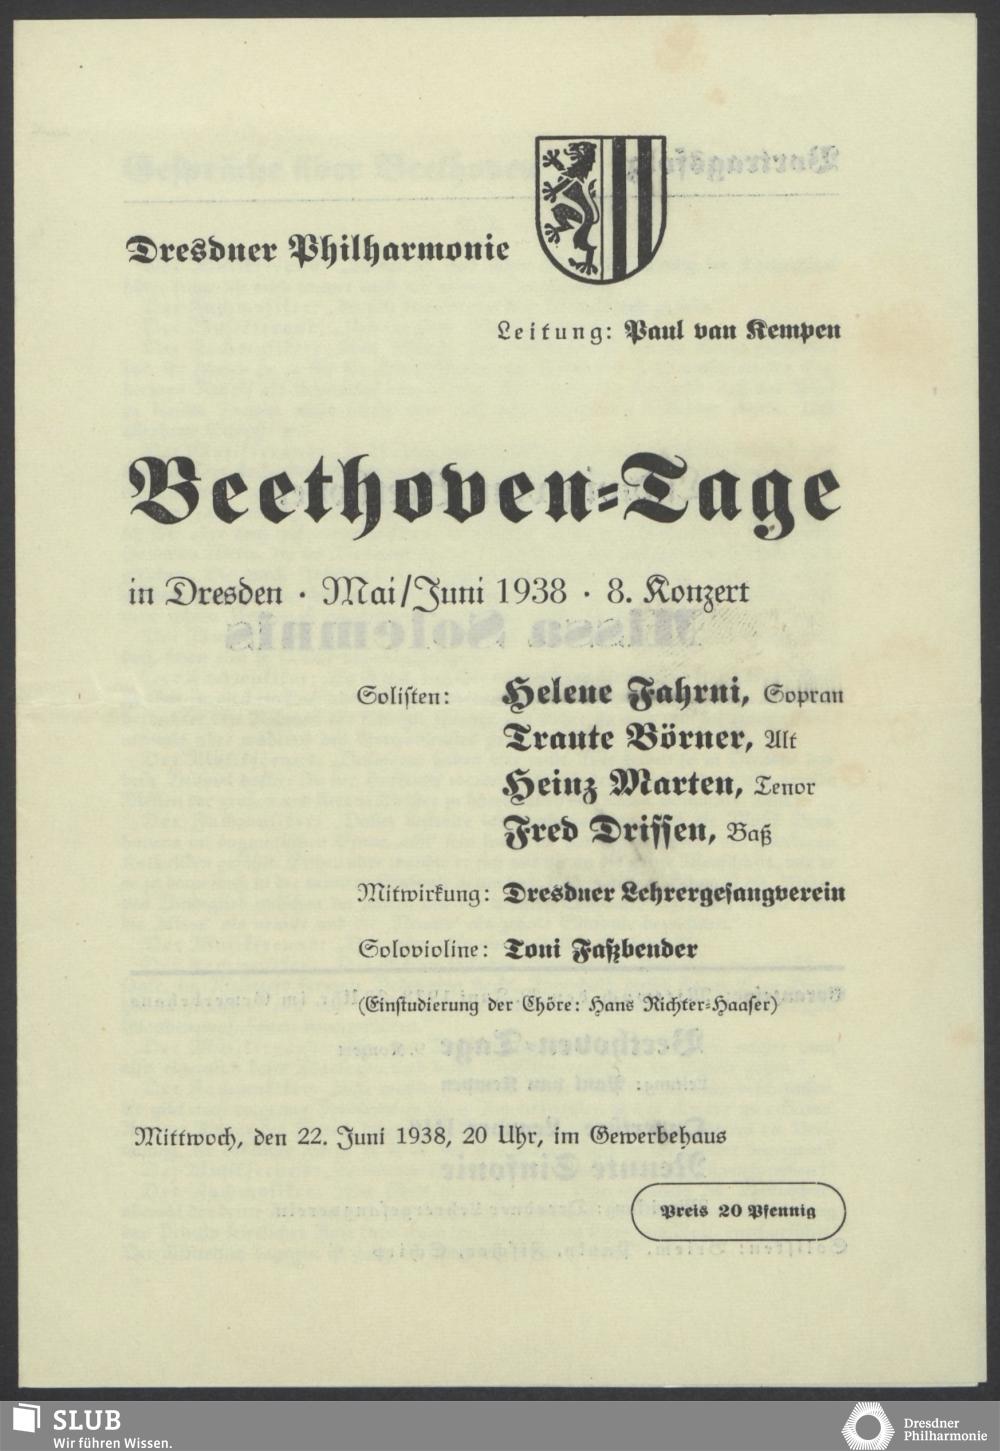 Dresdner Philharmonie
Leitung: Paul van Kempen
Beethoven=Tage
in Dresden · Mai/Juni 1938 · 8. Konzert
Solisten: Helene Fahrni, Sopran
Traute Börner, Alt
Heinz Marten, Tenor
Fred Drissen, Baß
Mitwirkung: Dresdner Lehrergesangverein
Solovioline: Toni Faßbender
(Einstudierung der Chöre: Hans Richter=Haaser)
Mittwoch, den 22. Juni 1938, 20 Uhr, im Gewerbehaus
Preis 20 Pfennig
SLUB
Wir führen Wissen.
Dresdner
Philharmonie